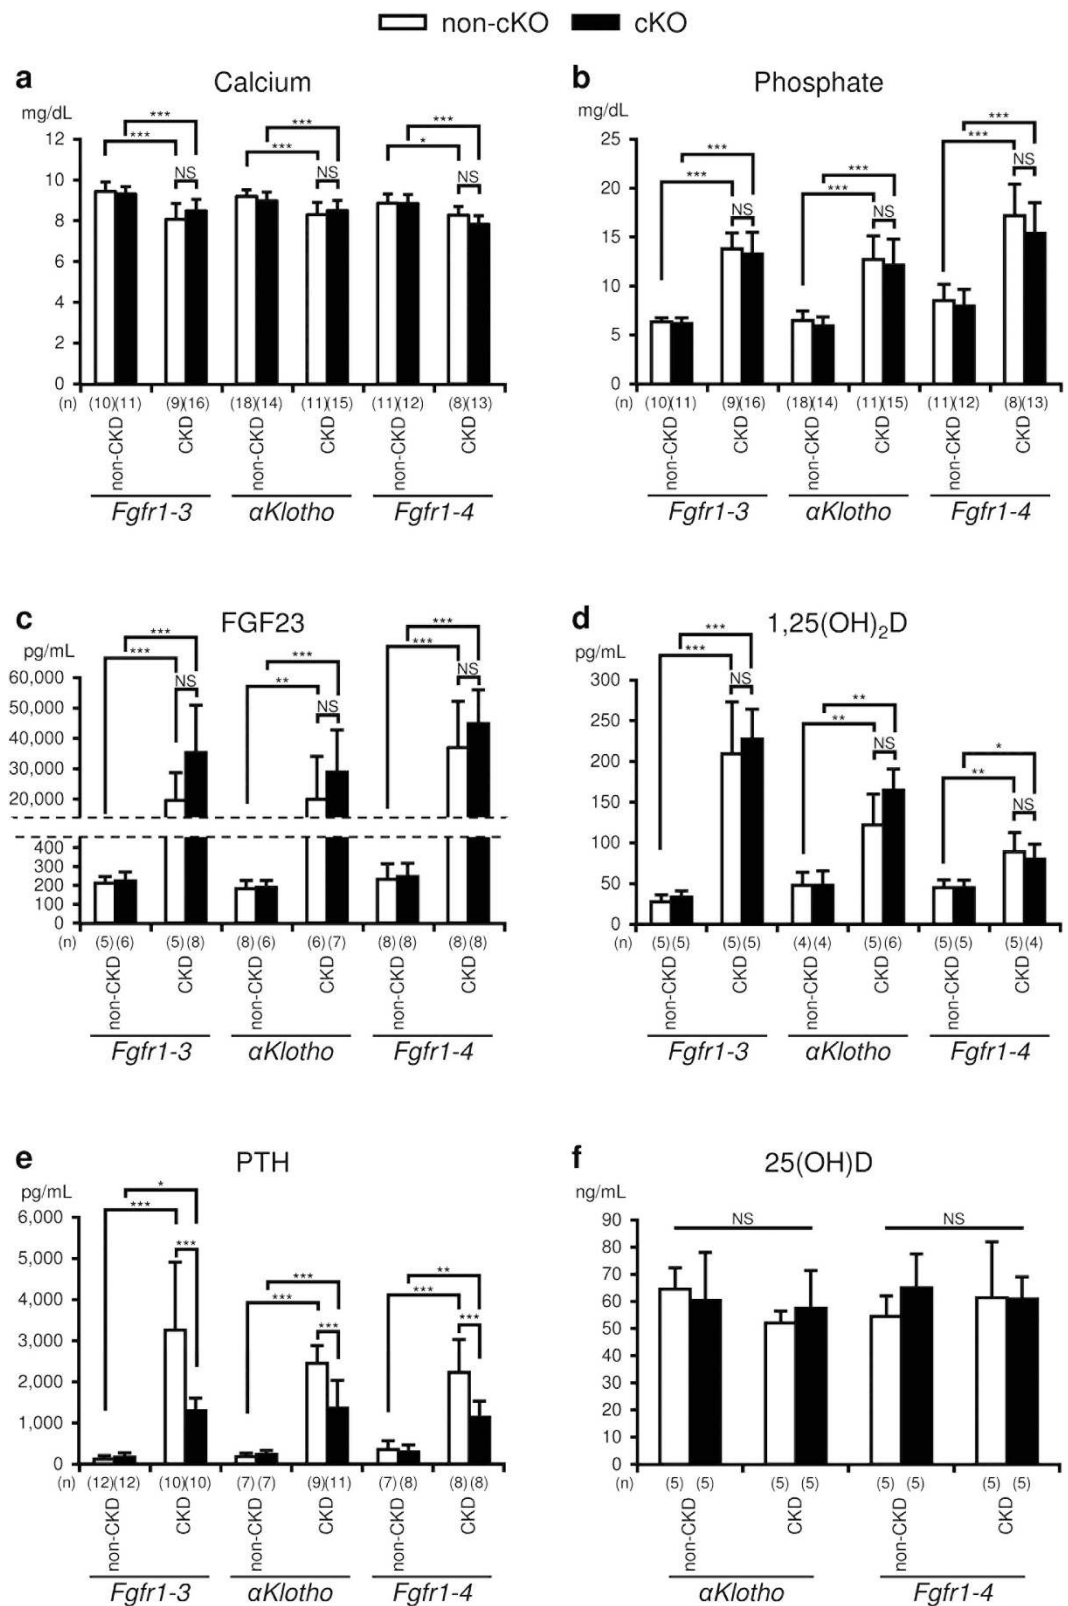 non-cKO cKO
a Calcium
mg/dL
*** ***
*** *** *** *
NS NS NS
12
10
8
6
4
2
0
(n) (10)(11) (9)(16) (18)(14) (11)(15) (11)(12) (8)(13)
non-CKD CKD non-CKD CKD non-CKD CKD
Fgfr1-3 αKlotho Fgfr1-4
b Phosphate
mg/dL
*** *** ***
*** *** ***
NS NS NS
25
20
15
10
5
0
(n) (10)(11) (9)(16) (18)(14) (11)(15) (11)(12) (8)(13)
non-CKD CKD non-CKD CKD non-CKD CKD
Fgfr1-3 αKlotho Fgfr1-4
c FGF23
pg/mL
*** *** ***
*** ** ***
NS NS NS
60,000
50,000
40,000
30,000
20,000
400
300
200
100
0
(n) (5)(6) (5)(8) (8)(6) (6)(7) (8)(8) (8)(8)
non-CKD CKD non-CKD CKD non-CKD CKD
Fgfr1-3 αKlotho Fgfr1-4
d 1,25(OH)₂D
pg/mL
*** ** *
*** ** **
NS NS NS
300
250
200
150
100
50
0
(n) (5)(5) (5)(5) (4)(4) (5)(6) (5)(5) (5)(4)
non-CKD CKD non-CKD CKD non-CKD CKD
Fgfr1-3 αKlotho Fgfr1-4
e PTH
pg/mL
* *** **
*** *** ***
*** *** ***
6,000
5,000
4,000
3,000
2,000
1,000
0
(n) (12)(12) (10)(10) (7)(7) (9)(11) (7)(8) (8)(8)
non-CKD CKD non-CKD CKD non-CKD CKD
Fgfr1-3 αKlotho Fgfr1-4
f 25(OH)D
ng/mL
NS NS
90
80
70
60
50
40
30
20
10
0
(n) (5) (5) (5) (5) (5) (5) (5) (5)
non-CKD CKD non-CKD CKD
αKlotho Fgfr1-4